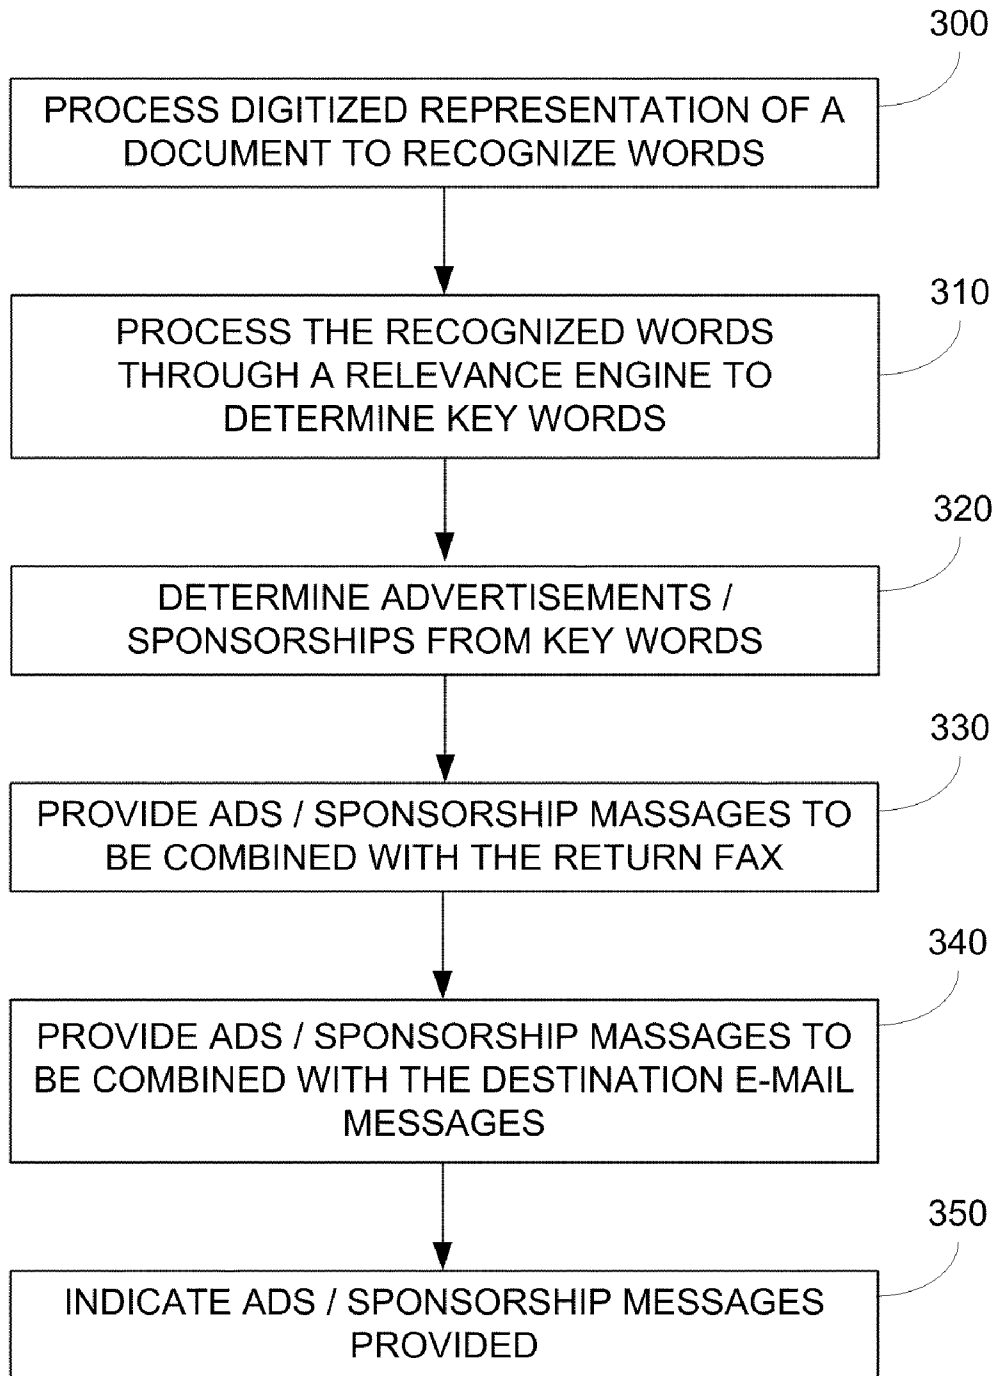 300
PROCESS DIGITIZED REPRESENTATION OF A
DOCUMENT TO RECOGNIZE WORDS
310
PROCESS THE RECOGNIZED WORDS
THROUGH A RELEVANCE ENGINE TO
DETERMINE KEY WORDS
320
DETERMINE ADVERTISEMENTS /
SPONSORSHIPS FROM KEY WORDS
330
PROVIDE ADS / SPONSORSHIP MASSAGES TO
BE COMBINED WITH THE RETURN FAX
340
PROVIDE ADS / SPONSORSHIP MASSAGES TO
BE COMBINED WITH THE DESTINATION E-MAIL
MESSAGES
350
INDICATE ADS / SPONSORSHIP MESSAGES
PROVIDED